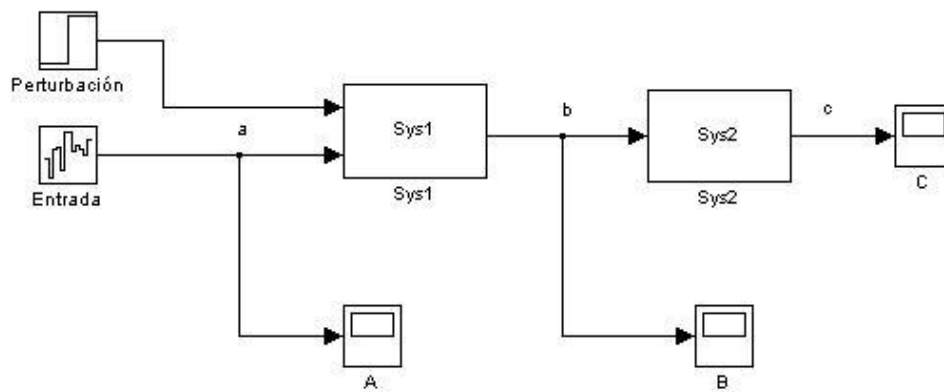 Perturbación
a
Entrada
Sys1
Sys1
b
Sys2
Sys2
c
C
A
B